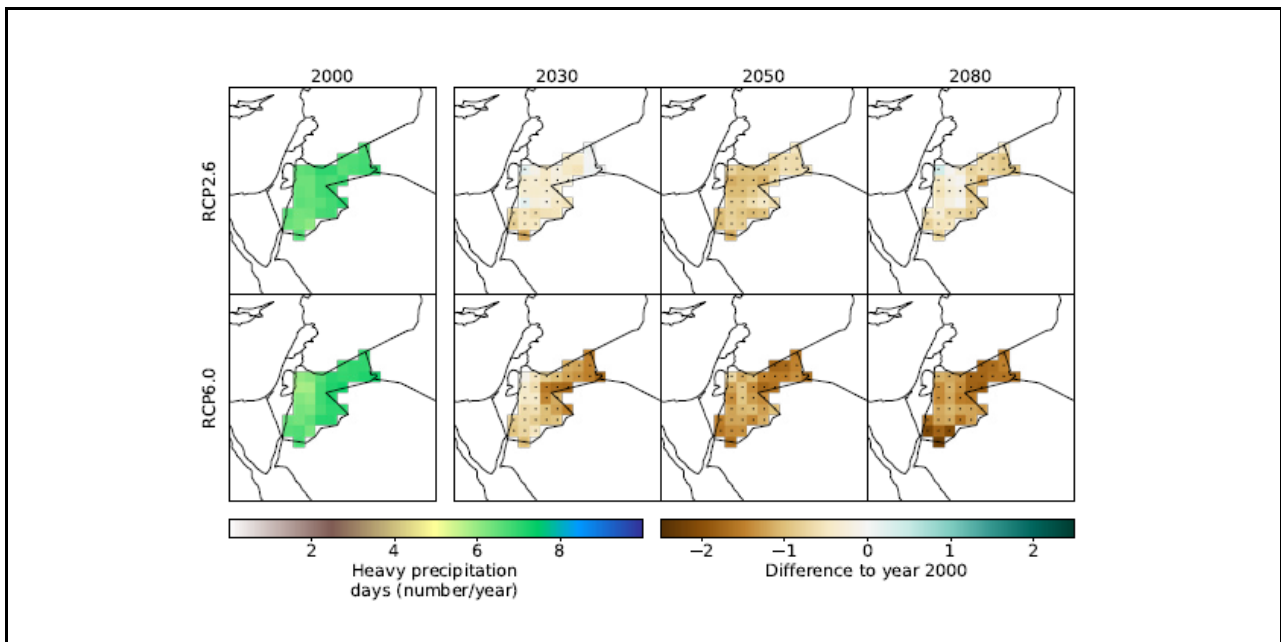 2000
2030
2050
2080
RCP2.6
RCP6.0
2 4 6 8
Heavy precipitation
days (number/year)
−2 −1 0 1 2
Difference to year 2000